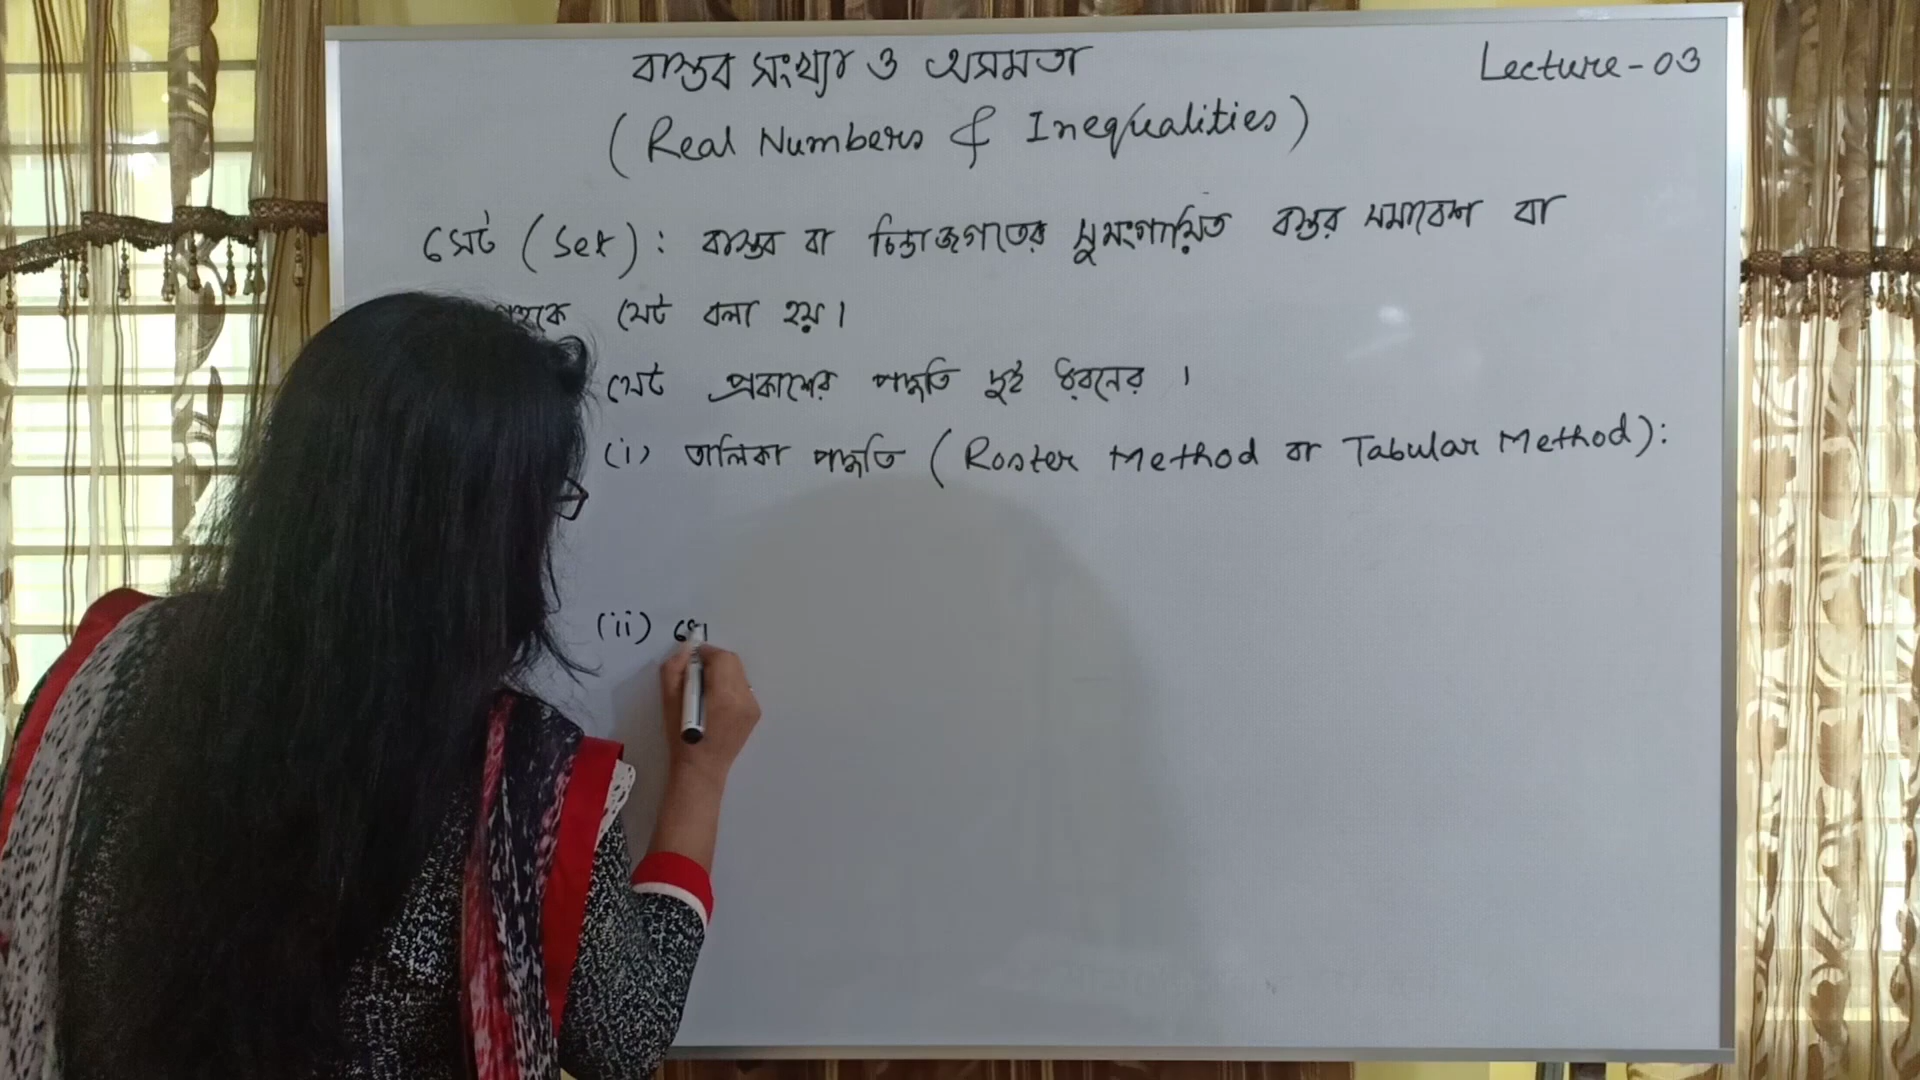 বাস্তব সংখ্যা ও অসমতা
Lecture-03
(Real Numbers & Inequalities)
সেট (Set): বাস্তব বা চিন্তাজগতের সুসংগায়িত বস্তুর সমাবেশ বা
সেট বলা হয়।
সেট প্রকাশের পদ্ধতি দুই ধরনের।
(i) তালিকা পদ্ধতি (Roster Method or Tabular Method):
(ii)